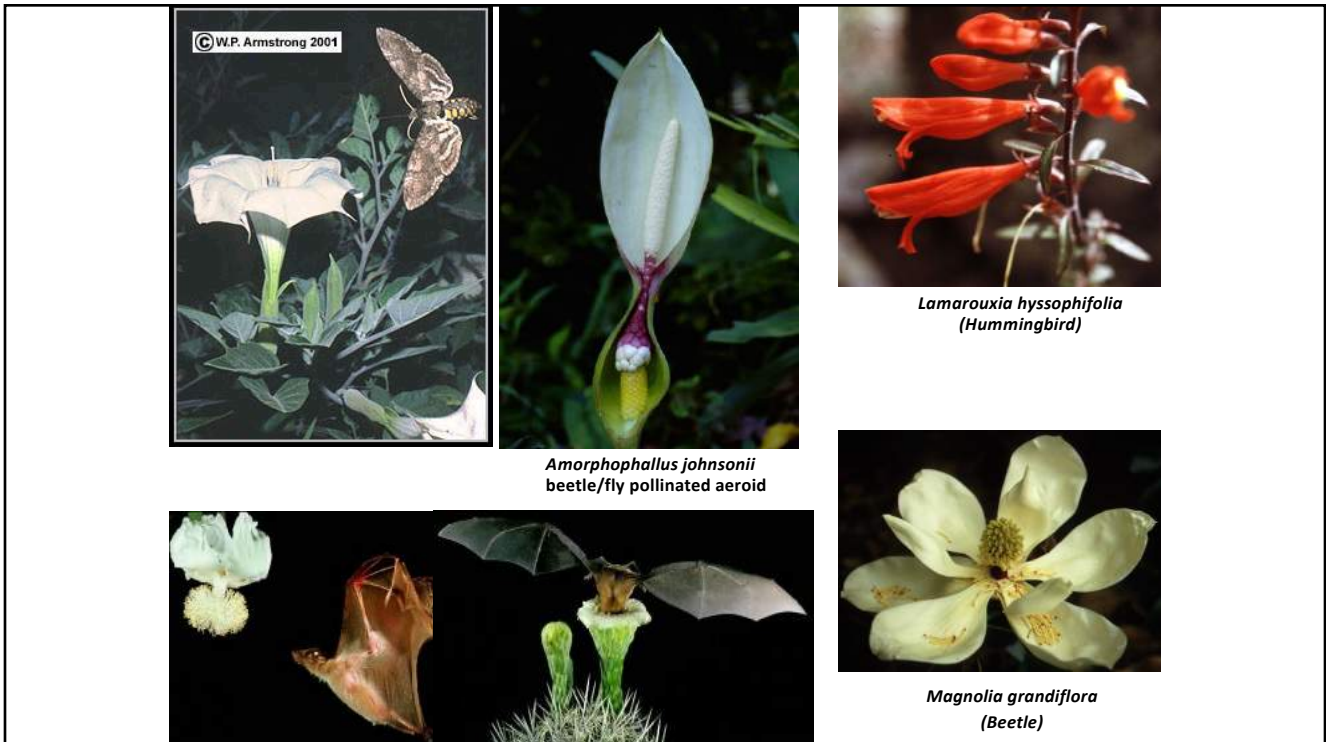 ©W.P. Armstrong 2001
Lamarouxia hyssophifolia
(Hummingbird)
Amorphophallus johnsonii
beetle/fly pollinated aeroid
Magnolia grandiflora
(Beetle)